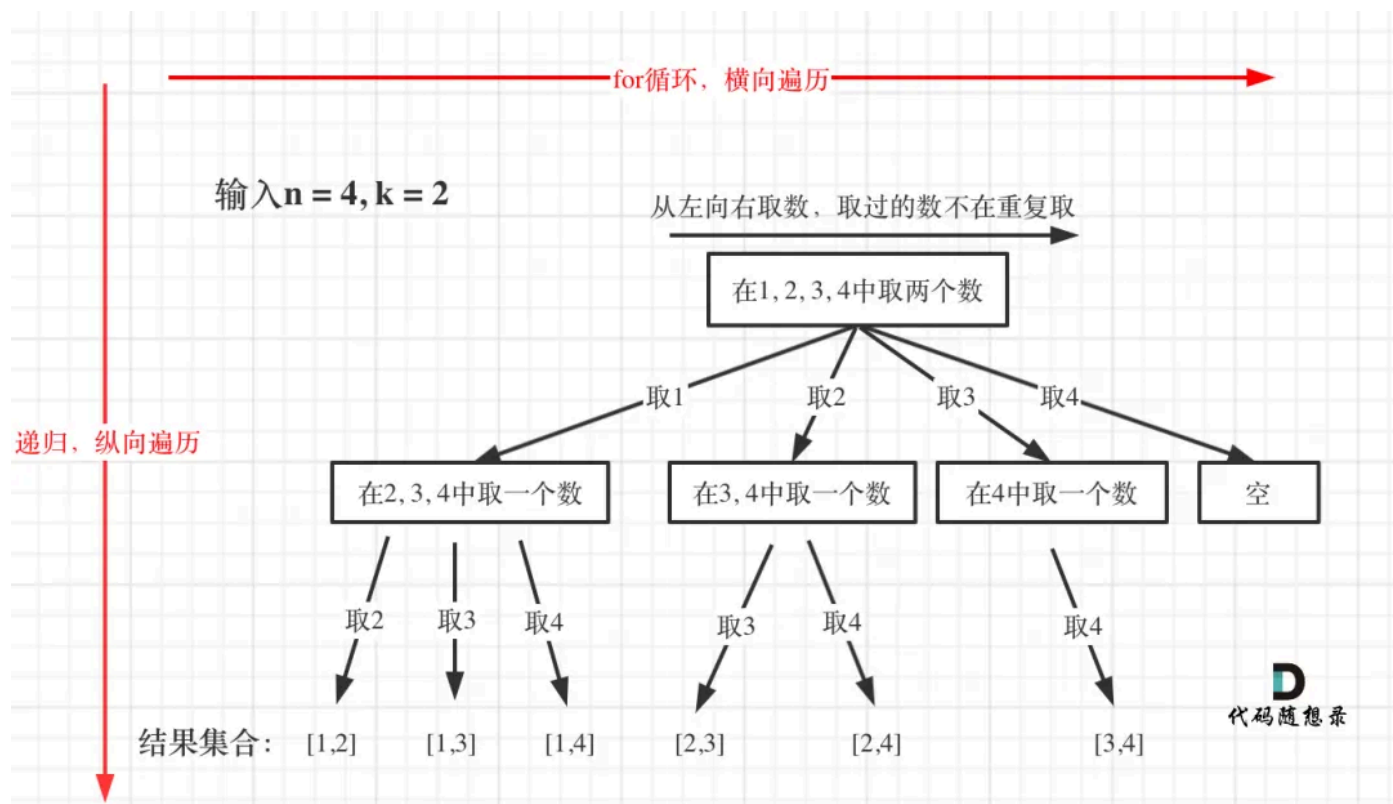 for循环，横向遍历
输入n = 4, k = 2
从左向右取数，取过的数不在重复取
在1, 2, 3, 4中取两个数
取1
取2
取3
取4
递归，纵向遍历
在2, 3, 4中取一个数
在3, 4中取一个数
在4中取一个数
空
取2
取3
取4
取3
取4
取4
代码随想录
结果集合：
[1,2]
[1,3]
[1,4]
[2,3]
[2,4]
[3,4]